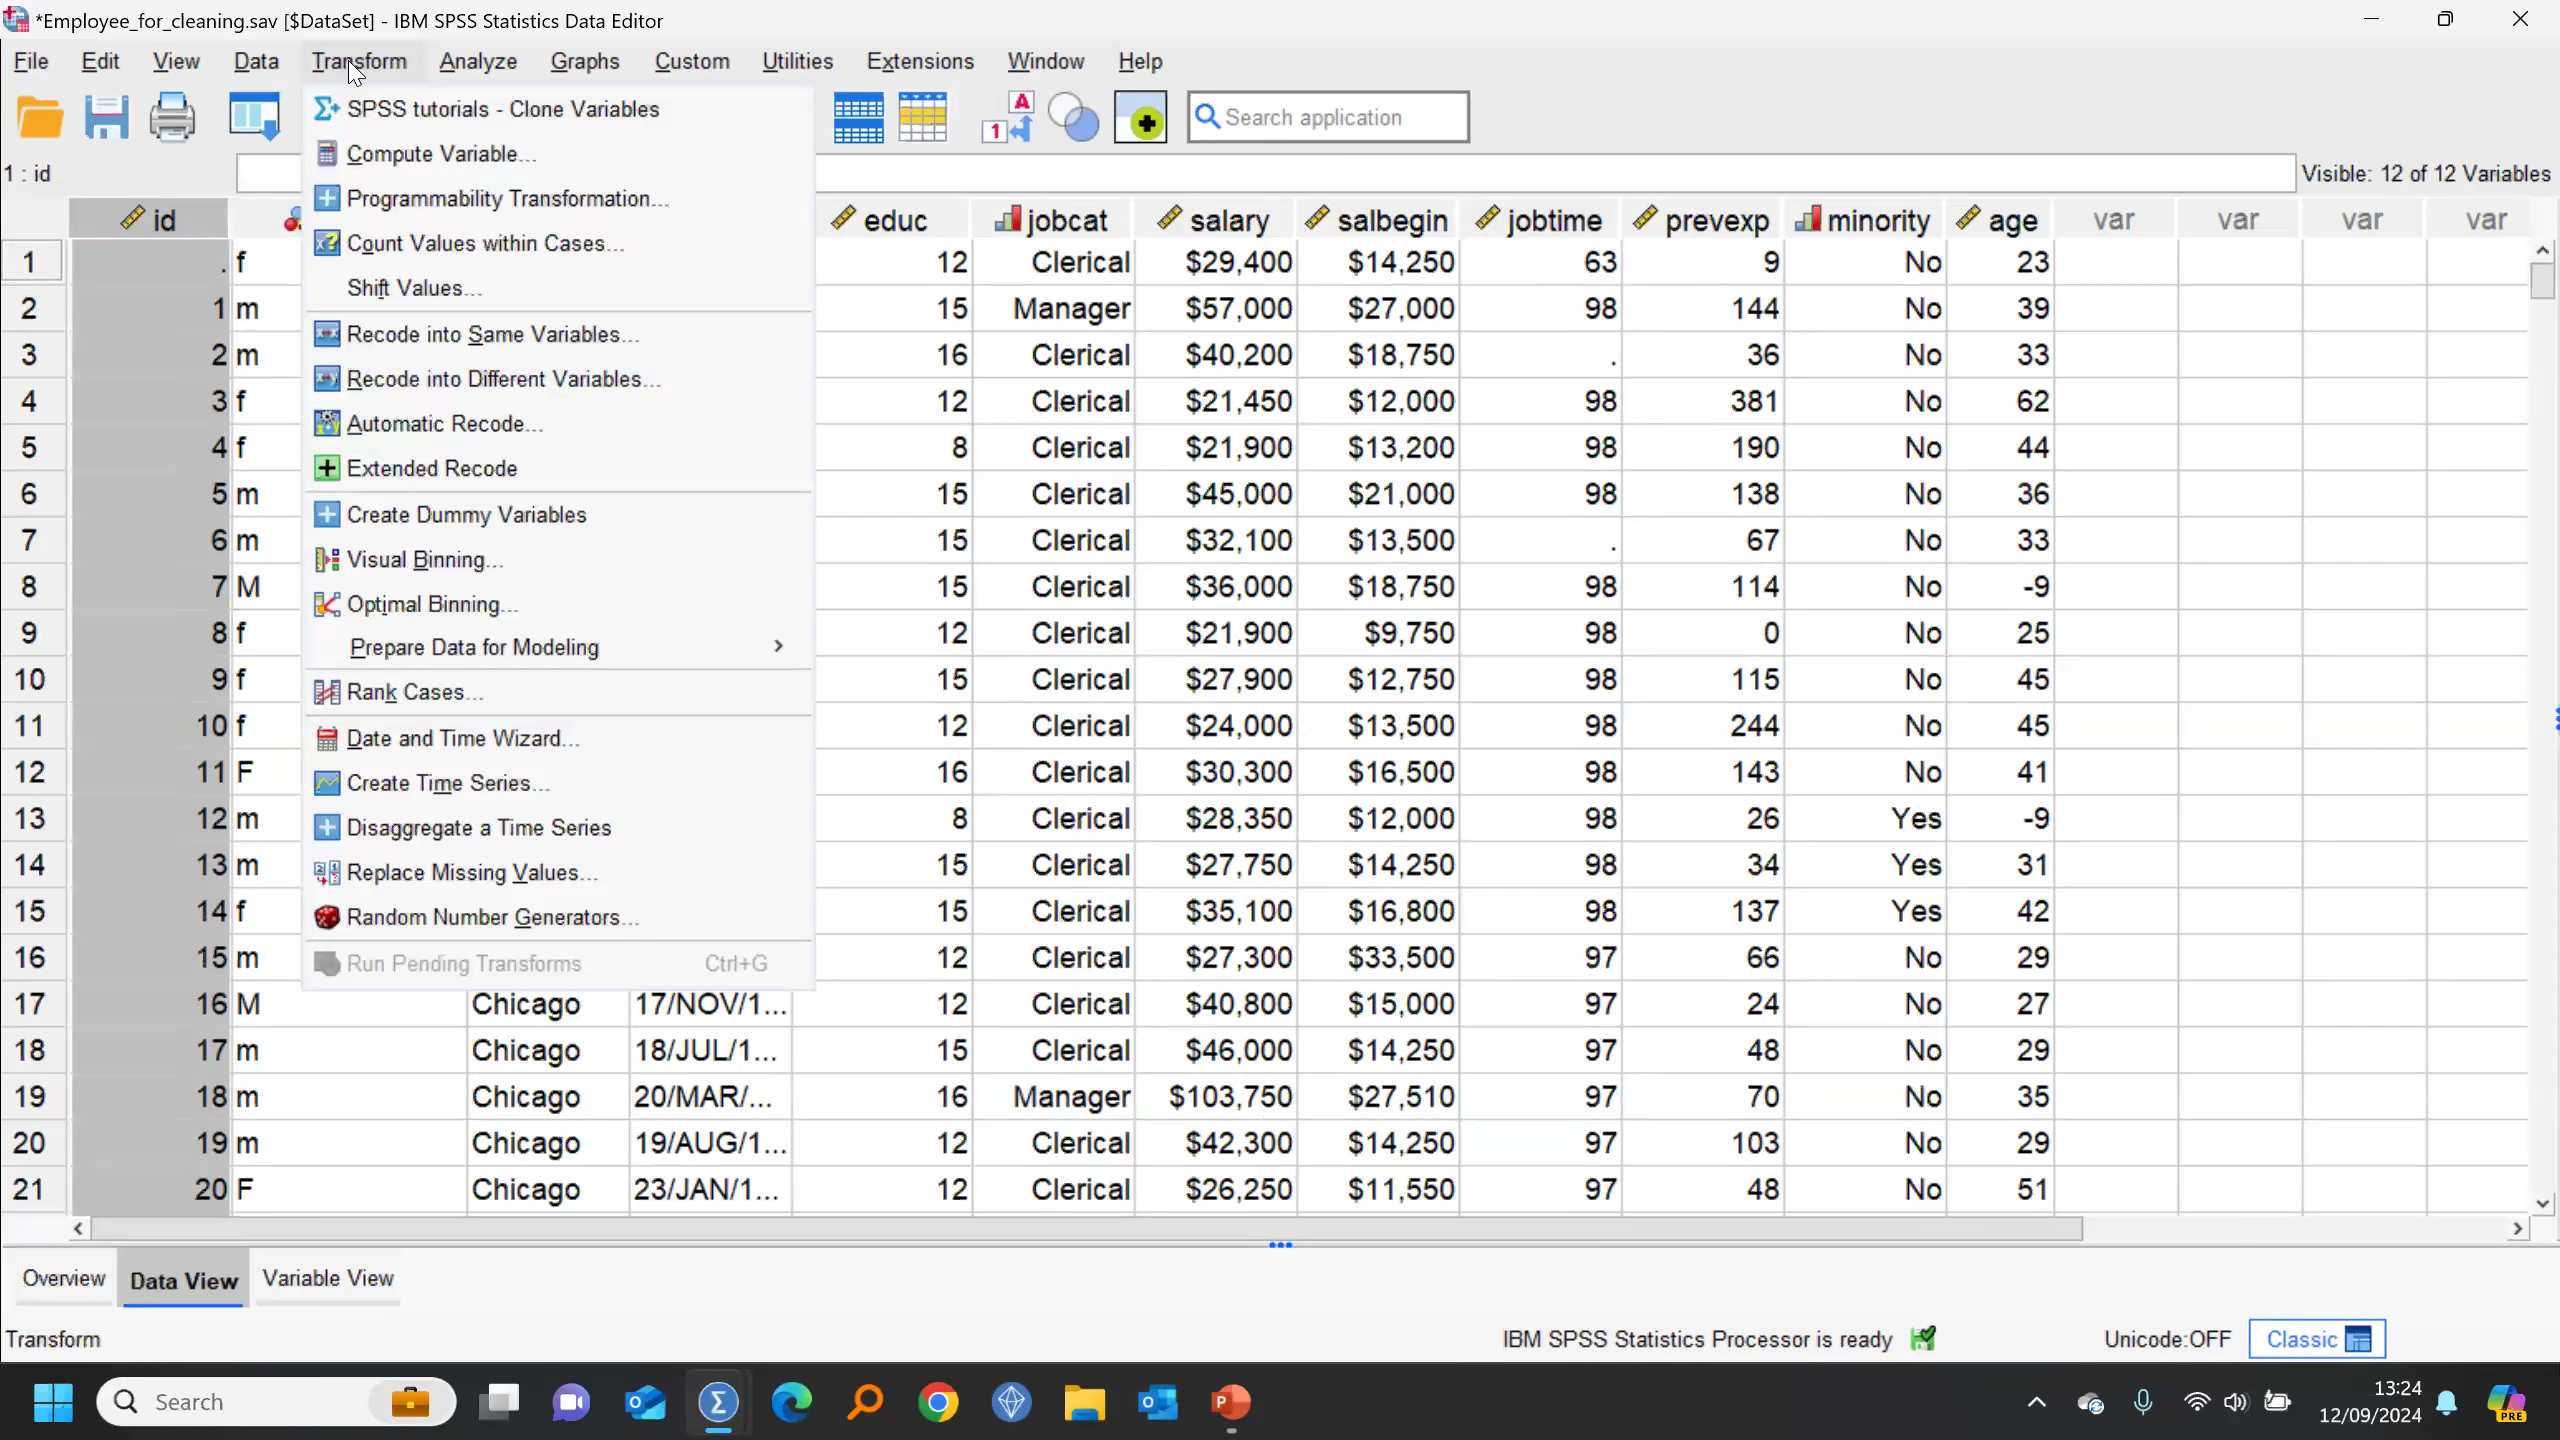 *Employee_for_cleaning.sav [$DataSet] - IBM SPSS Statistics Data Editor
File Edit View Data Transform Analyze Graphs Custom Utilities Extensions Window Help
Search application
1 : id
Visible: 12 of 12 Variables
SPSS tutorials - Clone Variables
Compute Variable...
Programmability Transformation...
Count Values within Cases...
Shift Values...
Recode into Same Variables...
Recode into Different Variables...
Automatic Recode...
Extended Recode
Create Dummy Variables
Visual Binning...
Optimal Binning...
Prepare Data for Modeling
Rank Cases...
Date and Time Wizard...
Create Time Series...
Disaggregate a Time Series
Replace Missing Values...
Random Number Generators...
Run Pending Transforms Ctrl+G
id educ jobcat salary salbegin jobtime prevexp minority age var var var var
1 . f 12 Clerical $29,400 $14,250 63 9 No 23
2 1 m 15 Manager $57,000 $27,000 98 144 No 39
3 2 m 16 Clerical $40,200 $18,750 . 36 No 33
4 3 f 12 Clerical $21,450 $12,000 98 381 No 62
5 4 f 8 Clerical $21,900 $13,200 98 190 No 44
6 5 m 15 Clerical $45,000 $21,000 98 138 No 36
7 6 m 15 Clerical $32,100 $13,500 . 67 No 33
8 7 M 15 Clerical $36,000 $18,750 98 114 No -9
9 8 f 12 Clerical $21,900 $9,750 98 0 No 25
10 9 f 15 Clerical $27,900 $12,750 98 115 No 45
11 10 f 12 Clerical $24,000 $13,500 98 244 No 45
12 11 F 16 Clerical $30,300 $16,500 98 143 No 41
13 12 m 8 Clerical $28,350 $12,000 98 26 Yes -9
14 13 m 15 Clerical $27,750 $14,250 98 34 Yes 31
15 14 f 15 Clerical $35,100 $16,800 98 137 Yes 42
16 15 m 12 Clerical $27,300 $33,500 97 66 No 29
17 16 M Chicago 17/NOV/1... 12 Clerical $40,800 $15,000 97 24 No 27
18 17 m Chicago 18/JUL/1... 15 Clerical $46,000 $14,250 97 48 No 29
19 18 m Chicago 20/MAR/... 16 Manager $103,750 $27,510 97 70 No 35
20 19 m Chicago 19/AUG/1... 12 Clerical $42,300 $14,250 97 103 No 29
21 20 F Chicago 23/JAN/1... 12 Clerical $26,250 $11,550 97 48 No 51
Overview Data View Variable View
Transform IBM SPSS Statistics Processor is ready Unicode:OFF Classic
Search
13:24
12/09/2024
PRE